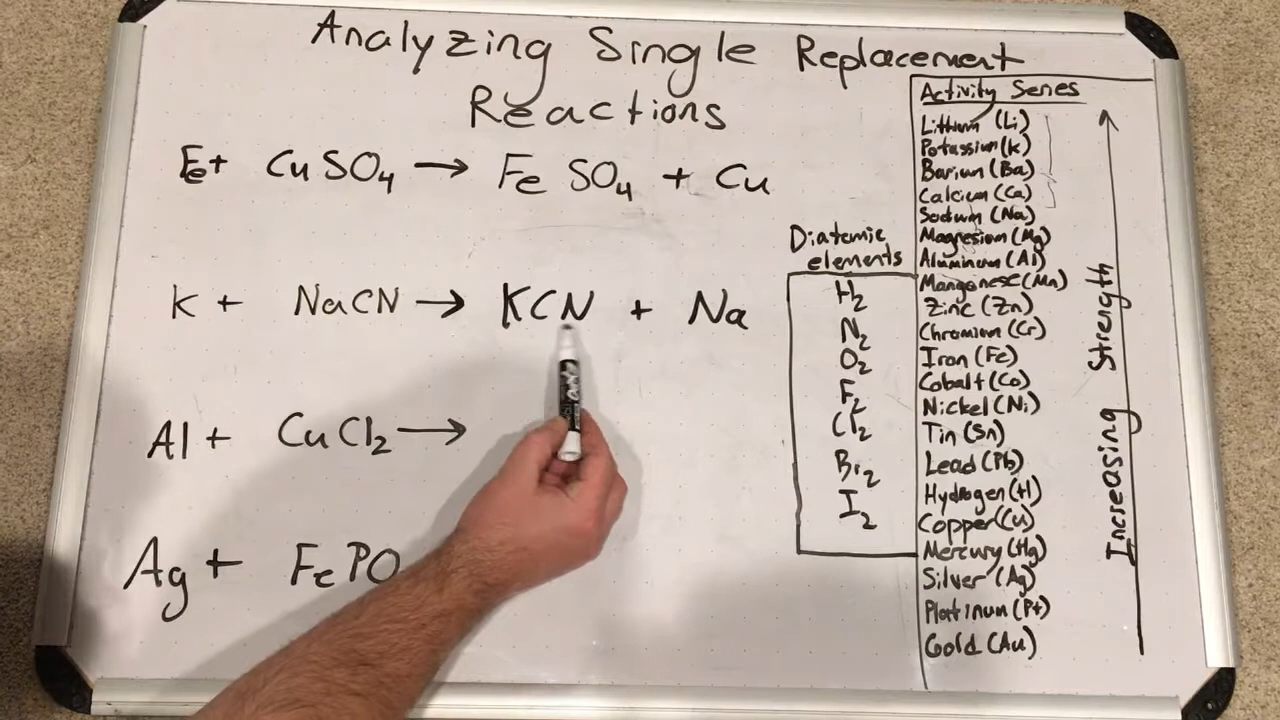 Analyzing Single Replacement
Reactions
Fe + CuSO4 → FeSO4 + Cu
K + NaCN → KCN + Na
Al + CuCl2 →
Ag + FePO
Diatomic
elements
H2
N2
O2
F2
Cl2
Br2
I2
Activity Series
Lithium (Li)
Potassium (K)
Barium (Ba)
Calcium (Ca)
Sodium (Na)
Magnesium (Mg)
Aluminum (Al)
Manganese (Mn)
Zinc (Zn)
Chromium (Cr)
Iron (Fe)
Cobalt (Co)
Nickel (Ni)
Tin (Sn)
Lead (Pb)
Hydrogen (H)
Copper (Cu)
Mercury (Hg)
Silver (Ag)
Platinum (Pt)
Gold (Au)
Increasing Strength